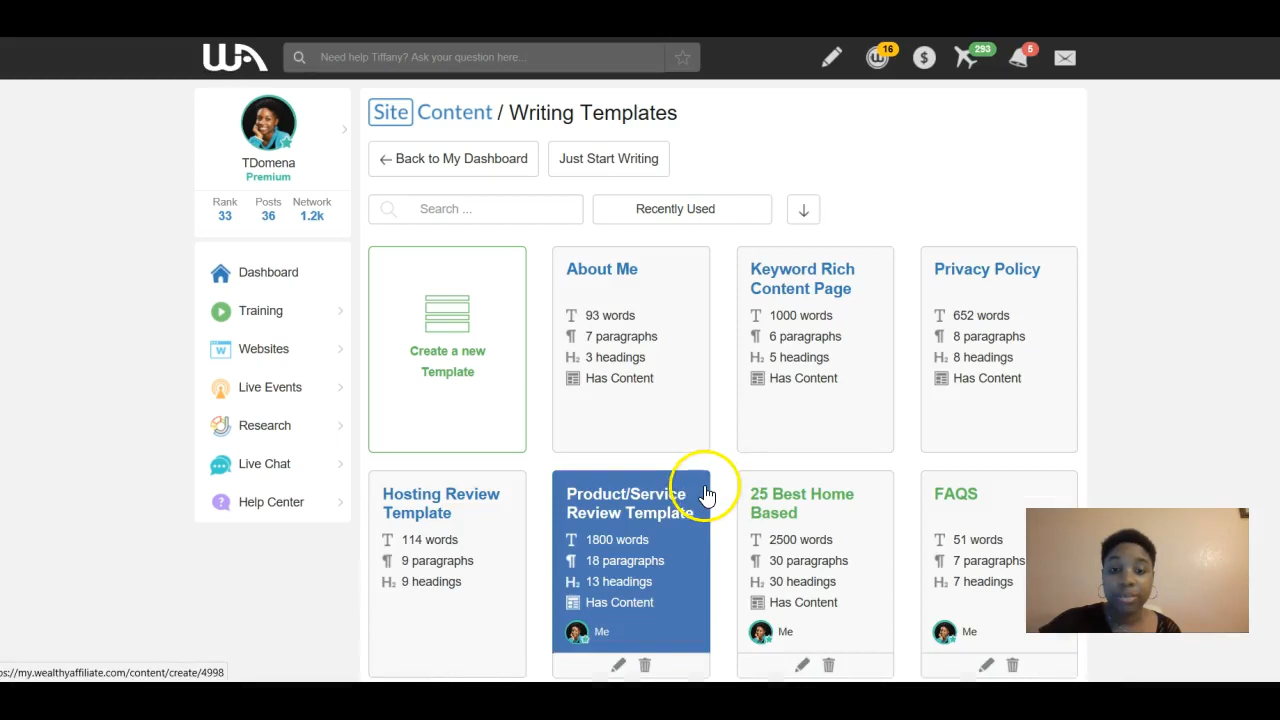 WA
Need help Tiffany? Ask your question here...
16
$
293
5
TDomena
Premium
Rank Posts Network
33 36 1.2k
Dashboard
Training
Websites
Live Events
Research
Live Chat
Help Center
Site Content / Writing Templates
← Back to My Dashboard
Just Start Writing
Search ...
Recently Used
Create a new
Template
About Me
93 words
7 paragraphs
3 headings
Has Content
Keyword Rich
Content Page
1000 words
6 paragraphs
5 headings
Has Content
Privacy Policy
652 words
8 paragraphs
8 headings
Has Content
Hosting Review
Template
114 words
9 paragraphs
9 headings
Product/Service
Review Template
1800 words
18 paragraphs
13 headings
Has Content
Me
25 Best Home
Based
2500 words
30 paragraphs
30 headings
Has Content
Me
FAQS
51 words
7 paragraphs
7 headings
Me
ps://my.wealthyaffiliate.com/content/create/4998